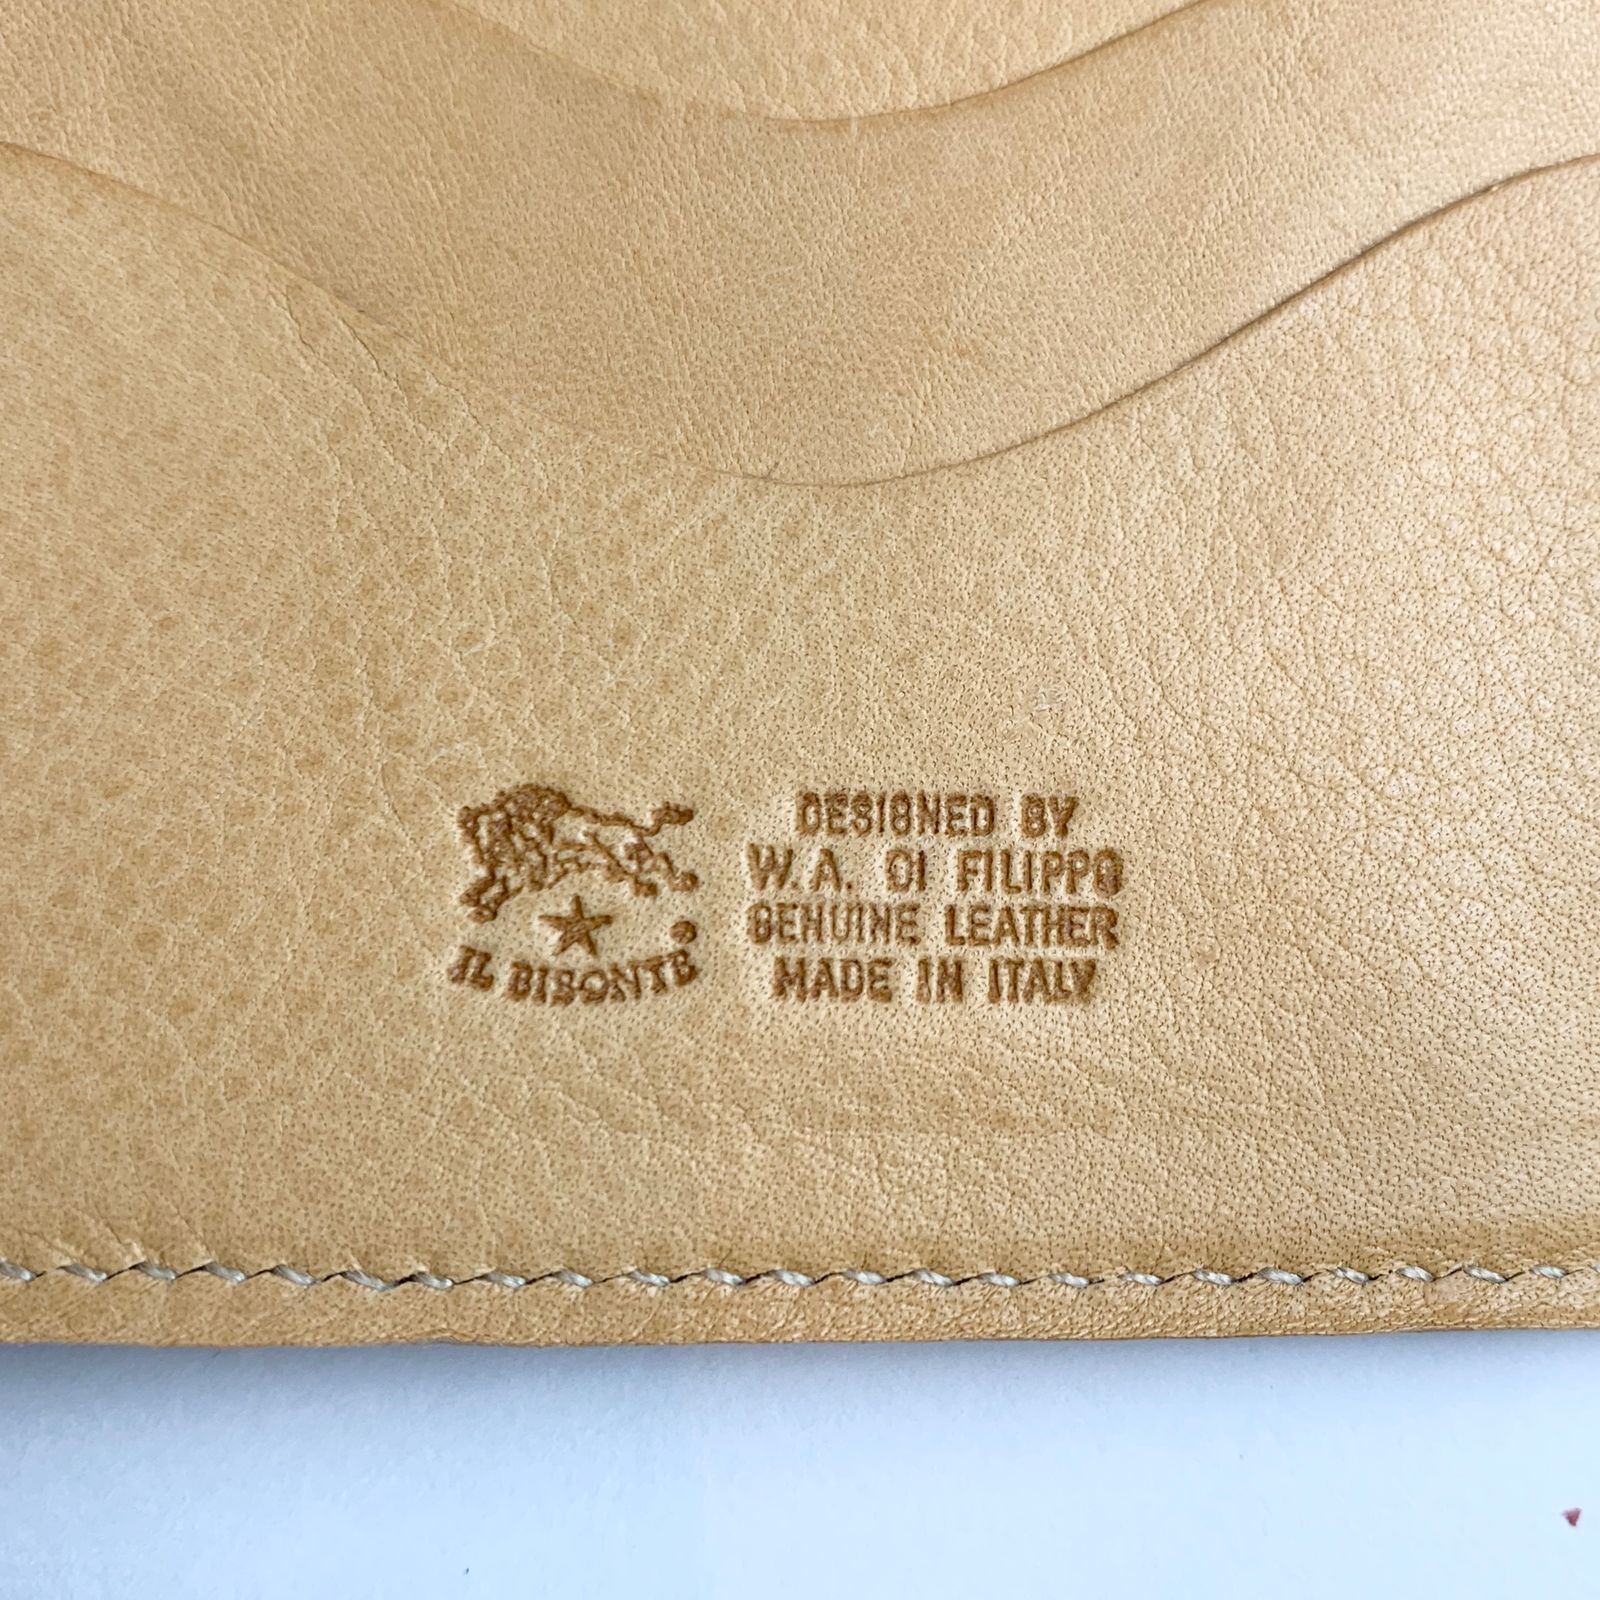 IL BISONTE
DESIGNED BY
W.A. DI FILIPPO
GENUINE LEATHER
MADE IN ITALY